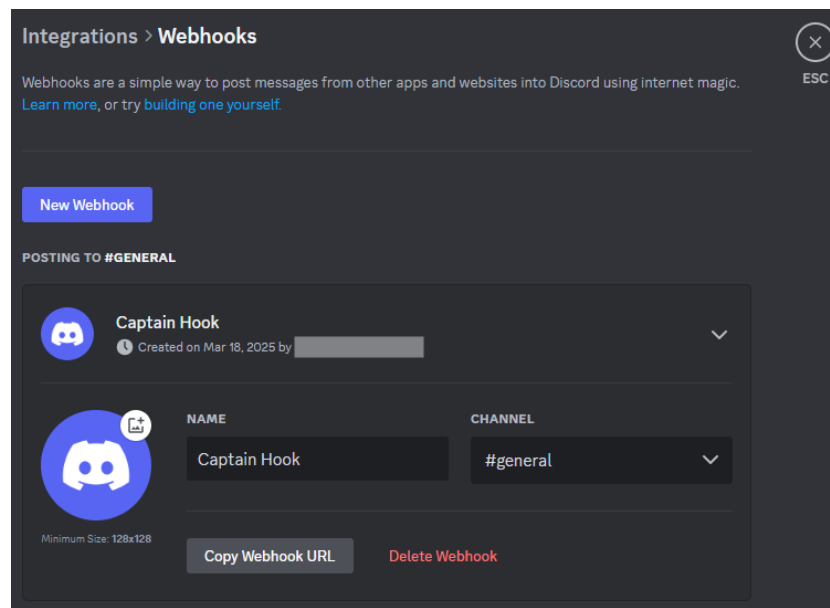 Integrations > Webhooks
ESC
Webhooks are a simple way to post messages from other apps and websites into Discord using internet magic.
Learn more, or try building one yourself.
New Webhook
POSTING TO #GENERAL
Captain Hook
Created on Mar 18, 2025 by
NAME
CHANNEL
Captain Hook
#general
Minimum Size: 128x128
Copy Webhook URL
Delete Webhook